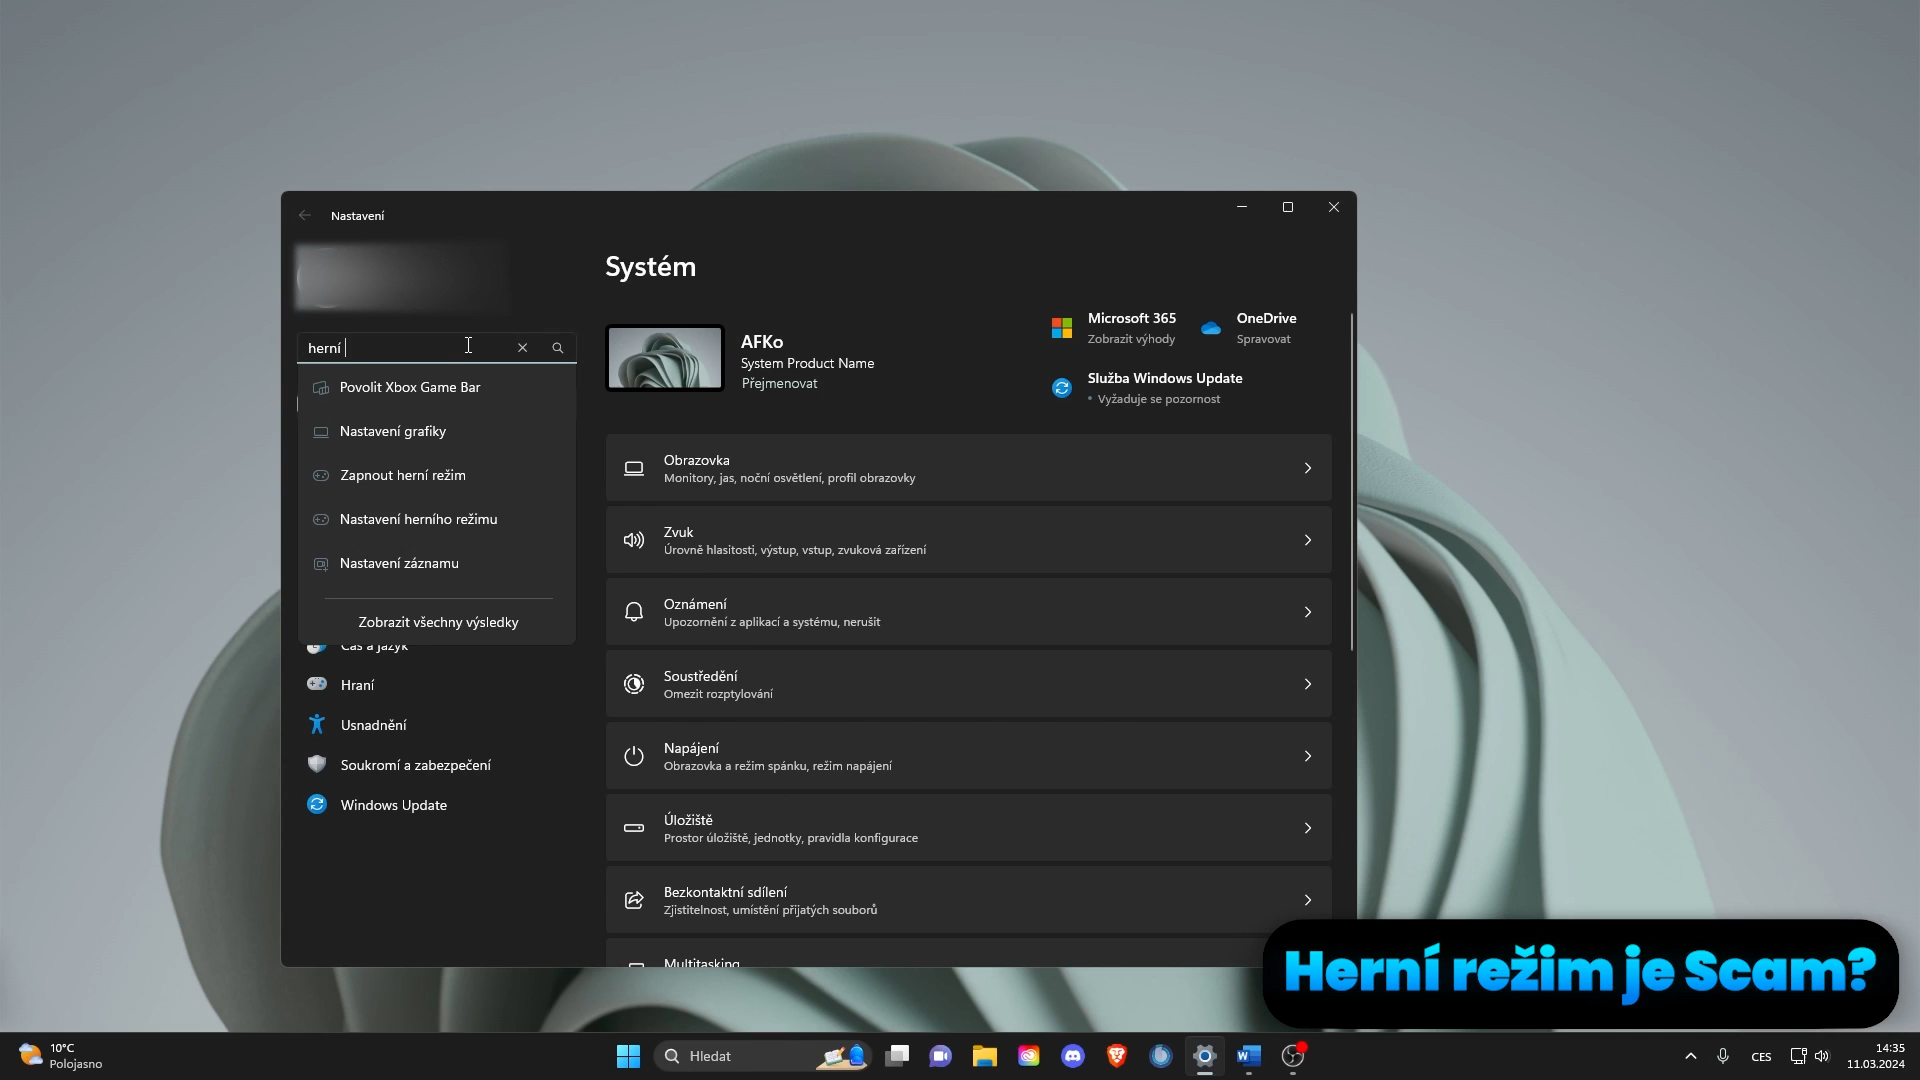 Nastavení
herní
Povolit Xbox Game Bar
Nastavení grafiky
Zapnout herní režim
Nastavení herního režimu
Nastavení záznamu
Zobrazit všechny výsledky
Čas a jazyk
Hraní
Usnadnění
Soukromí a zabezpečení
Windows Update
Systém
AFKo
System Product Name
Přejmenovat
Microsoft 365
Zobrazit výhody
OneDrive
Spravovat
Služba Windows Update
• Vyžaduje se pozornost
Obrazovka
Monitory, jas, noční osvětlení, profil obrazovky
Zvuk
Úrovně hlasitosti, výstup, vstup, zvuková zařízení
Oznámení
Upozornění z aplikací a systému, nerušit
Soustředění
Omezit rozptylování
Napájení
Obrazovka a režim spánku, režim napájení
Úložiště
Prostor úložiště, jednotky, pravidla konfigurace
Bezkontaktní sdílení
Zjistitelnost, umístění přijatých souborů
Multitasking
Herní režim je Scam?
10°C
Polojasno
Hledat
CES
14:35
11.03.2024